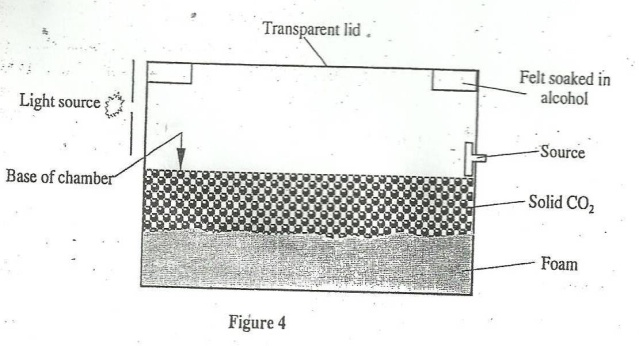 Transparent lid
Light source
Felt soaked in
alcohol
Source
Base of chamber
Solid CO₂
Foam
Figure 4